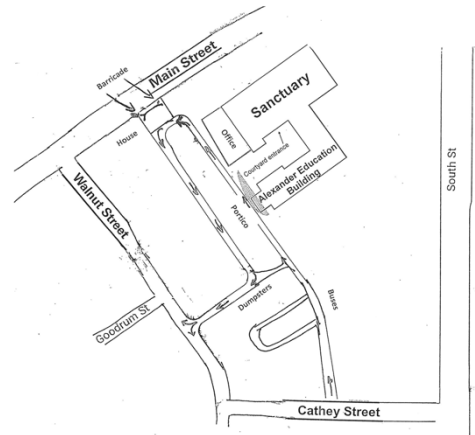 Main Street
Barricade
Sanctuary
Office
House
Courtyard entrance
Alexander Education
Building
South St
Walnut Street
Portico
Goodrum St
Dumpsters
Buses
Cathey Street